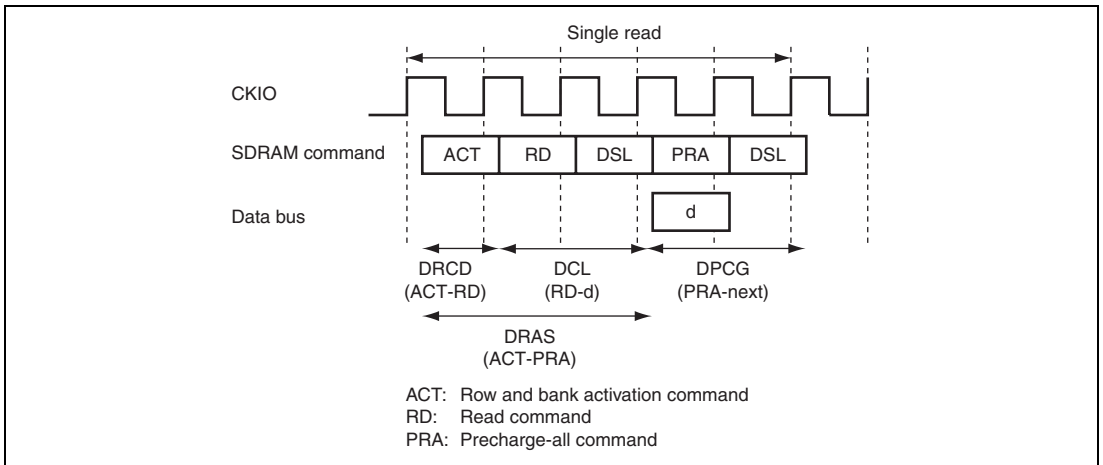 Single read
CKIO
SDRAM command
ACT RD DSL PRA DSL
Data bus
d
DRCD
(ACT-RD)
DCL
(RD-d)
DPCG
(PRA-next)
DRAS
(ACT-PRA)
ACT: Row and bank activation command
RD: Read command
PRA: Precharge-all command